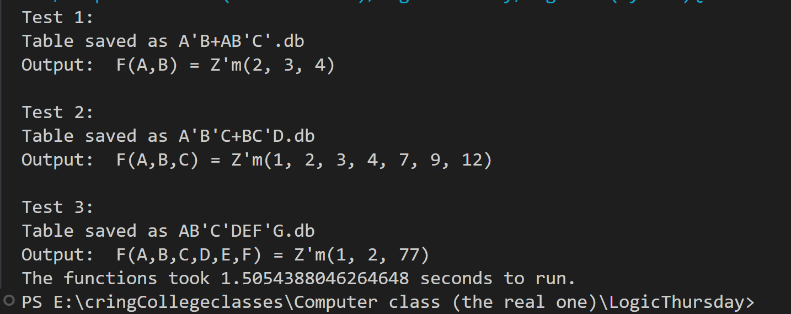 Test 1:
Table saved as A'B+AB'C'.db
Output:  F(A,B) = Z'm(2, 3, 4)
Test 2:
Table saved as A'B'C+BC'D.db
Output:  F(A,B,C) = Z'm(1, 2, 3, 4, 7, 9, 12)
Test 3:
Table saved as AB'C'DEF'G.db
Output:  F(A,B,C,D,E,F) = Z'm(1, 2, 77)
The functions took 1.5054388046264648 seconds to run.
PS E:\cringCollegeclasses\Computer class (the real one)\LogicThursday>